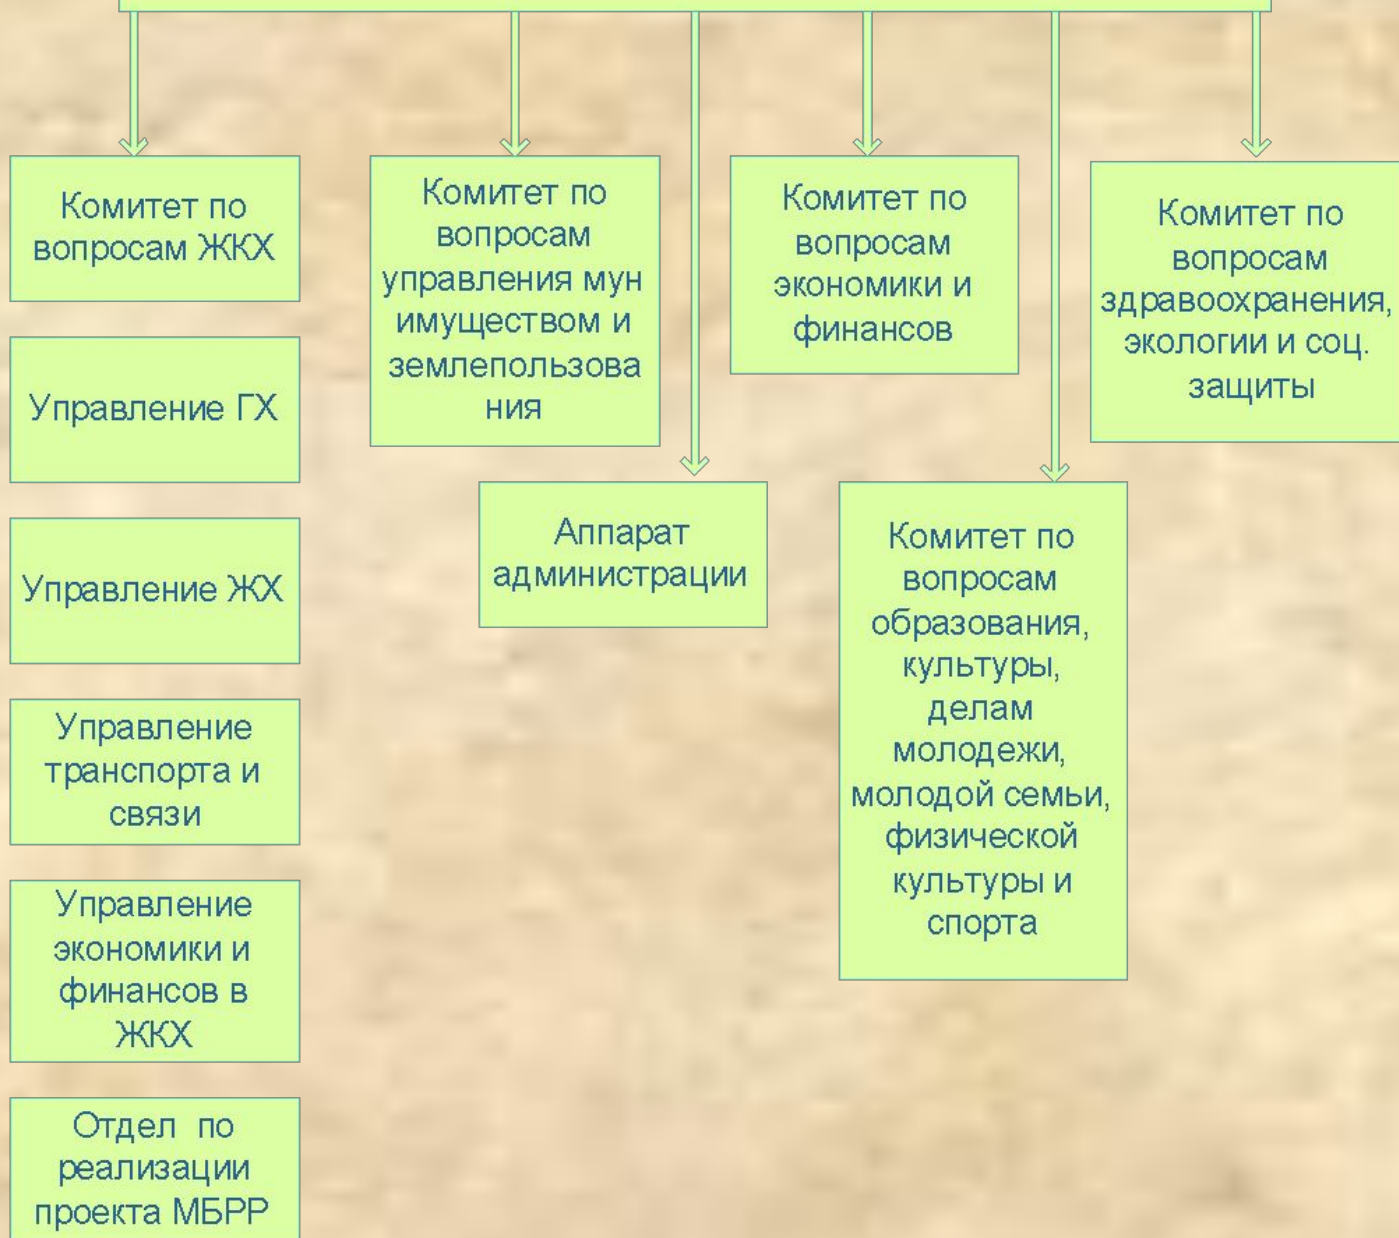 Комитет по
вопросам ЖКХ
Управление ГХ
Управление ЖХ
Управление
транспорта и
связи
Управление
экономики и
финансов в
ЖКХ
Отдел по
реализации
проекта МБРР
Комитет по
вопросам
управления мун
имуществом и
землепользова
ния
Аппарат
администрации
Комитет по
вопросам
экономики и
финансов
Комитет по
вопросам
образования,
культуры,
делам
молодежи,
молодой семьи,
физической
культуры и
спорта
Комитет по
вопросам
здравоохранения,
экологии и соц.
защиты